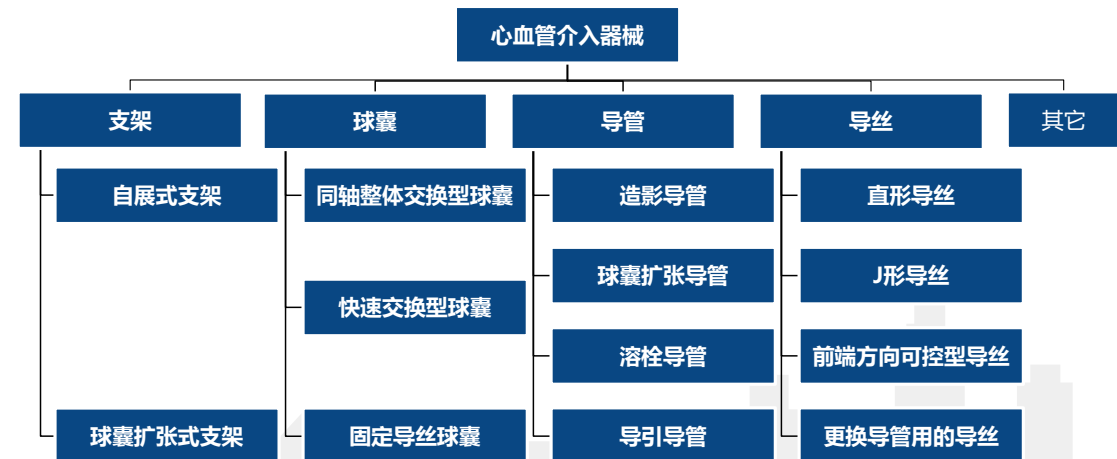 心血管介入器械
支架
球囊
导管
导丝
其它
自展式支架
同轴整体交换型球囊
造影导管
直形导丝
球囊扩张导管
J形导丝
快速交换型球囊
溶栓导管
前端方向可控型导丝
球囊扩张式支架
固定导丝球囊
导引导管
更换导管用的导丝